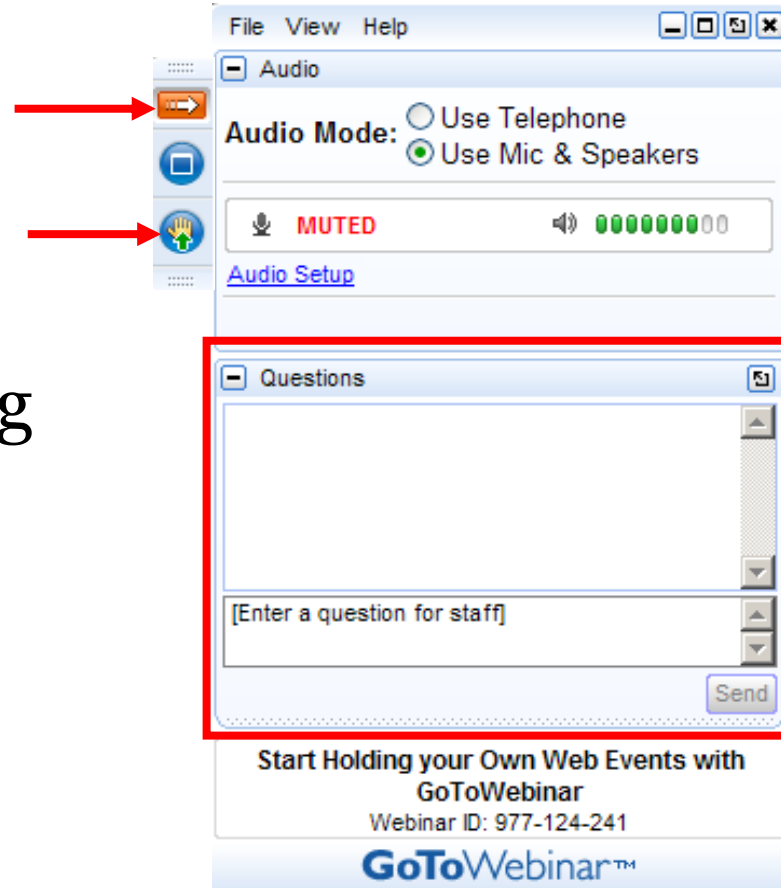 File View Help
Audio
Audio Mode:
Use Telephone
Use Mic & Speakers
MUTED
Audio Setup
g
Questions
[Enter a question for staff]
Send
Start Holding your Own Web Events with
GoToWebinar
Webinar ID: 977-124-241
GoToWebinar™